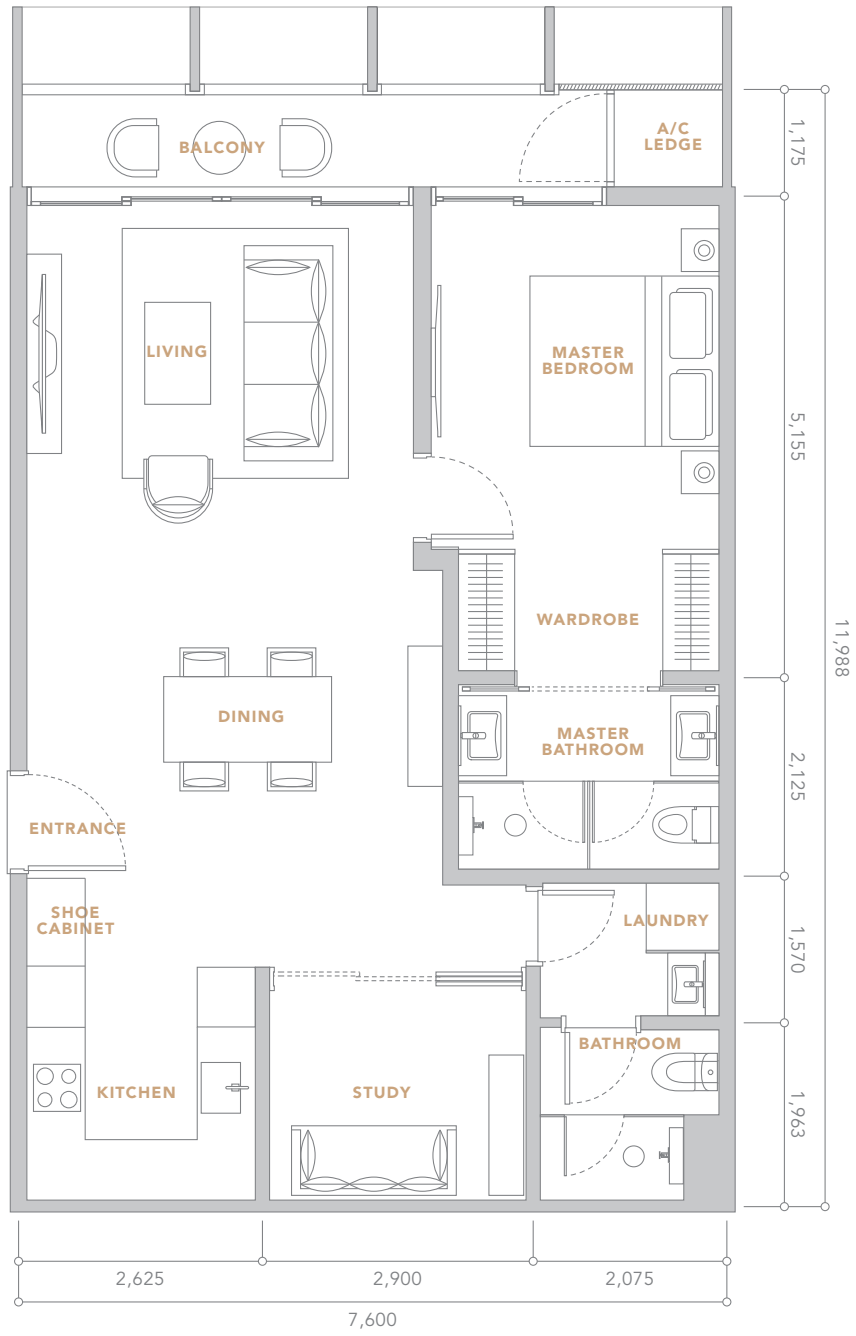 BALCONY
A/C
LEDGE
1,175
LIVING
MASTER
BEDROOM
5,155
11,988
WARDROBE
DINING
MASTER
BATHROOM
2,125
ENTRANCE
SHOE
CABINET
LAUNDRY
1,570
BATHROOM
KITCHEN
STUDY
1,963
2,625
2,900
2,075
7,600